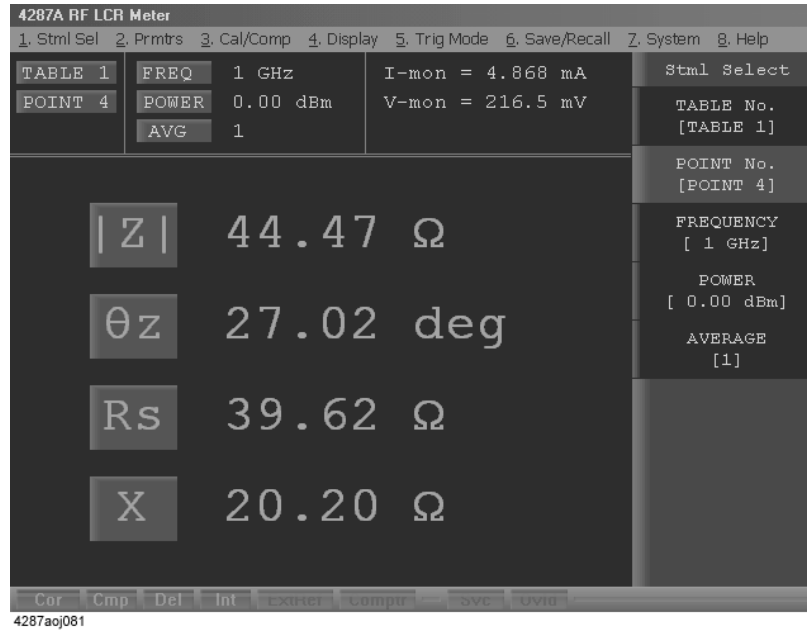 4287A RF LCR Meter
1. Stml Sel 2. Prmtrs 3. Cal/Comp 4. Display 5. Trig Mode 6. Save/Recall 7. System 8. Help
TABLE 1 FREQ 1 GHz I-mon = 4.868 mA
POINT 4 POWER 0.00 dBm V-mon = 216.5 mV
AVG 1
Stml Select
TABLE No.
[TABLE 1]
POINT No.
[POINT 4]
FREQUENCY
[ 1 GHz]
POWER
[ 0.00 dBm]
AVERAGE
[1]
|Z| 44.47 Ω
θz 27.02 deg
Rs 39.62 Ω
X 20.20 Ω
Cor Cmp Del Int ExtRef Comptr Svc Ovld
4287aoj081